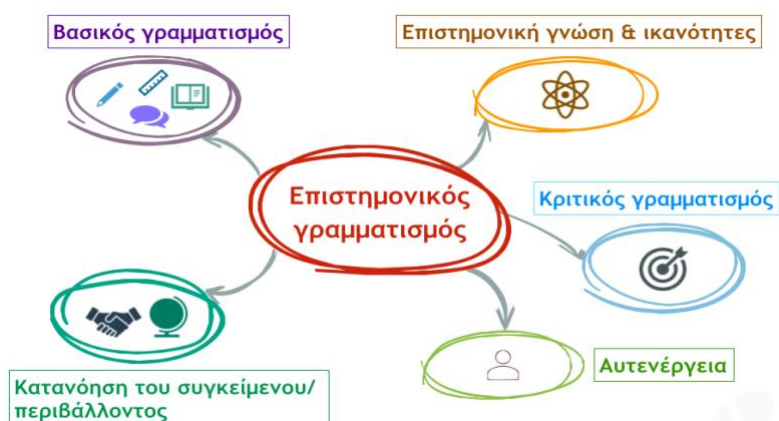 Βασικός γραμματισμός
Επιστημονική γνώση & ικανότητες
Επιστημονικός
γραμματισμός
Κριτικός γραμματισμός
Αυτενέργεια
Κατανόηση του συγκείμενου/
περιβάλλοντος